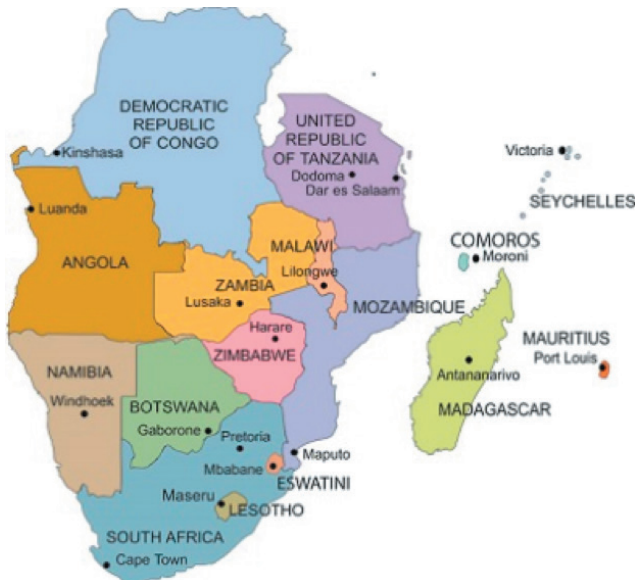 DEMOCRATIC
REPUBLIC
OF CONGO
Kinshasa
UNITED
REPUBLIC
OF TANZANIA
Dodoma
Dar es Salaam
Victoria
SEYCHELLES
Luanda
ANGOLA
MALAWI
Lilongwe
ZAMBIA
Lusaka
COMOROS
Moroni
MOZAMBIQUE
Harare
ZIMBABWE
MAURITIUS
Port Louis
Antananarivo
MADAGASCAR
NAMIBIA
Windhoek
BOTSWANA
Gaborone
Pretoria
Mbabane
Maputo
ESWATINI
Maseru
LESOTHO
SOUTH AFRICA
Cape Town